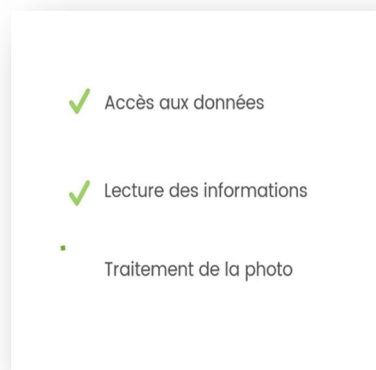 Accès aux données
Lecture des informations
Traitement de la photo